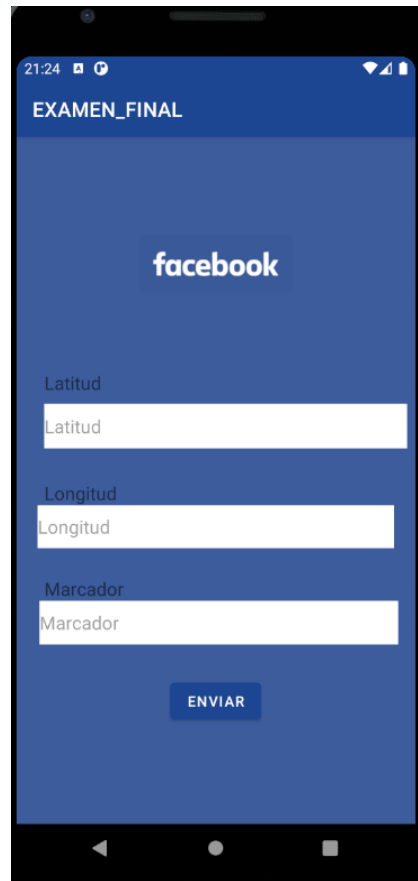 21:24
EXAMEN_FINAL
facebook
Latitud
Latitud
Longitud
Longitud
Marcador
Marcador
ENVIAR